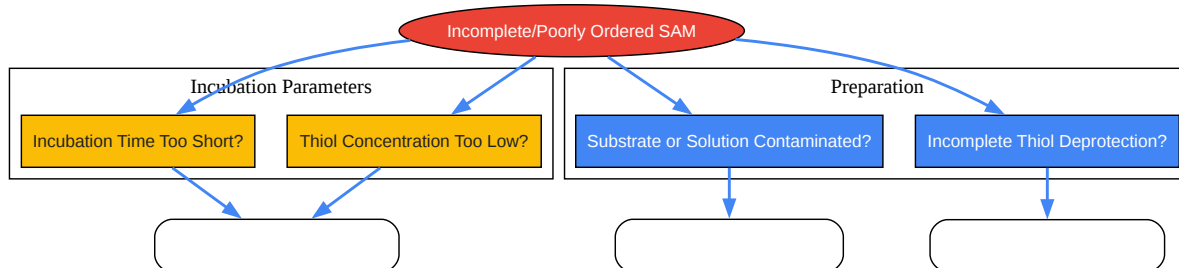 Incomplete/Poorly Ordered SAM
Incubation Parameters
Preparation
Incubation Time Too Short?
Thiol Concentration Too Low?
Substrate or Solution Contaminated?
Incomplete Thiol Deprotection?